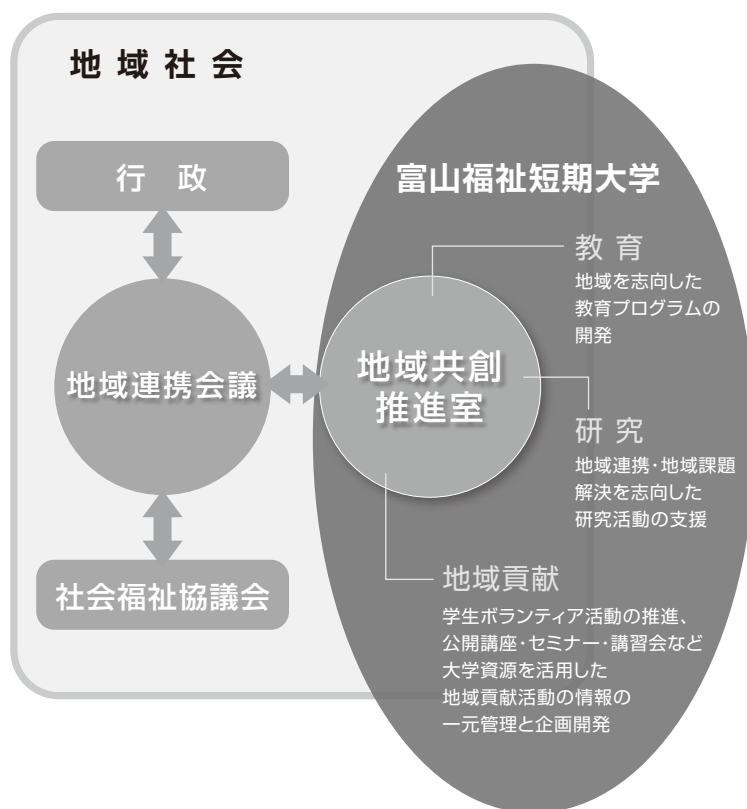 地域社会
行政
地域連携会議
社会福祉協議会
富山福祉短期大学
地域共創
推進室
教育
地域を志向した
教育プログラムの
開発
研究
地域連携・地域課題
解決を志向した
研究活動の支援
地域貢献
学生ボランティア活動の推進、
公開講座・セミナー・講習会など
大学資源を活用した
地域貢献活動の情報の
一元管理と企画開発